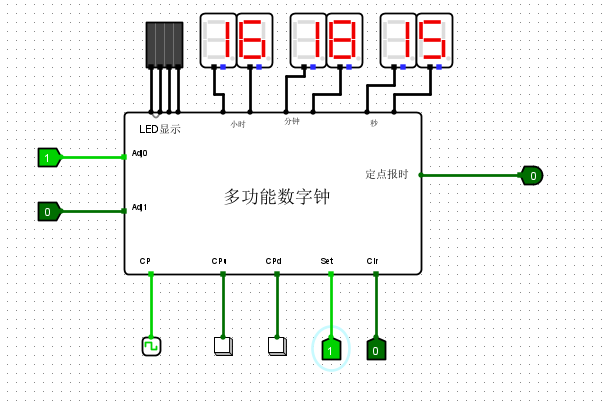 16 18 15
LED显示 小时 分钟 秒
1 Adj0
定点报时 0
多功能数字钟
0 Adj1
CP CPu CPd Set Clr
1 0